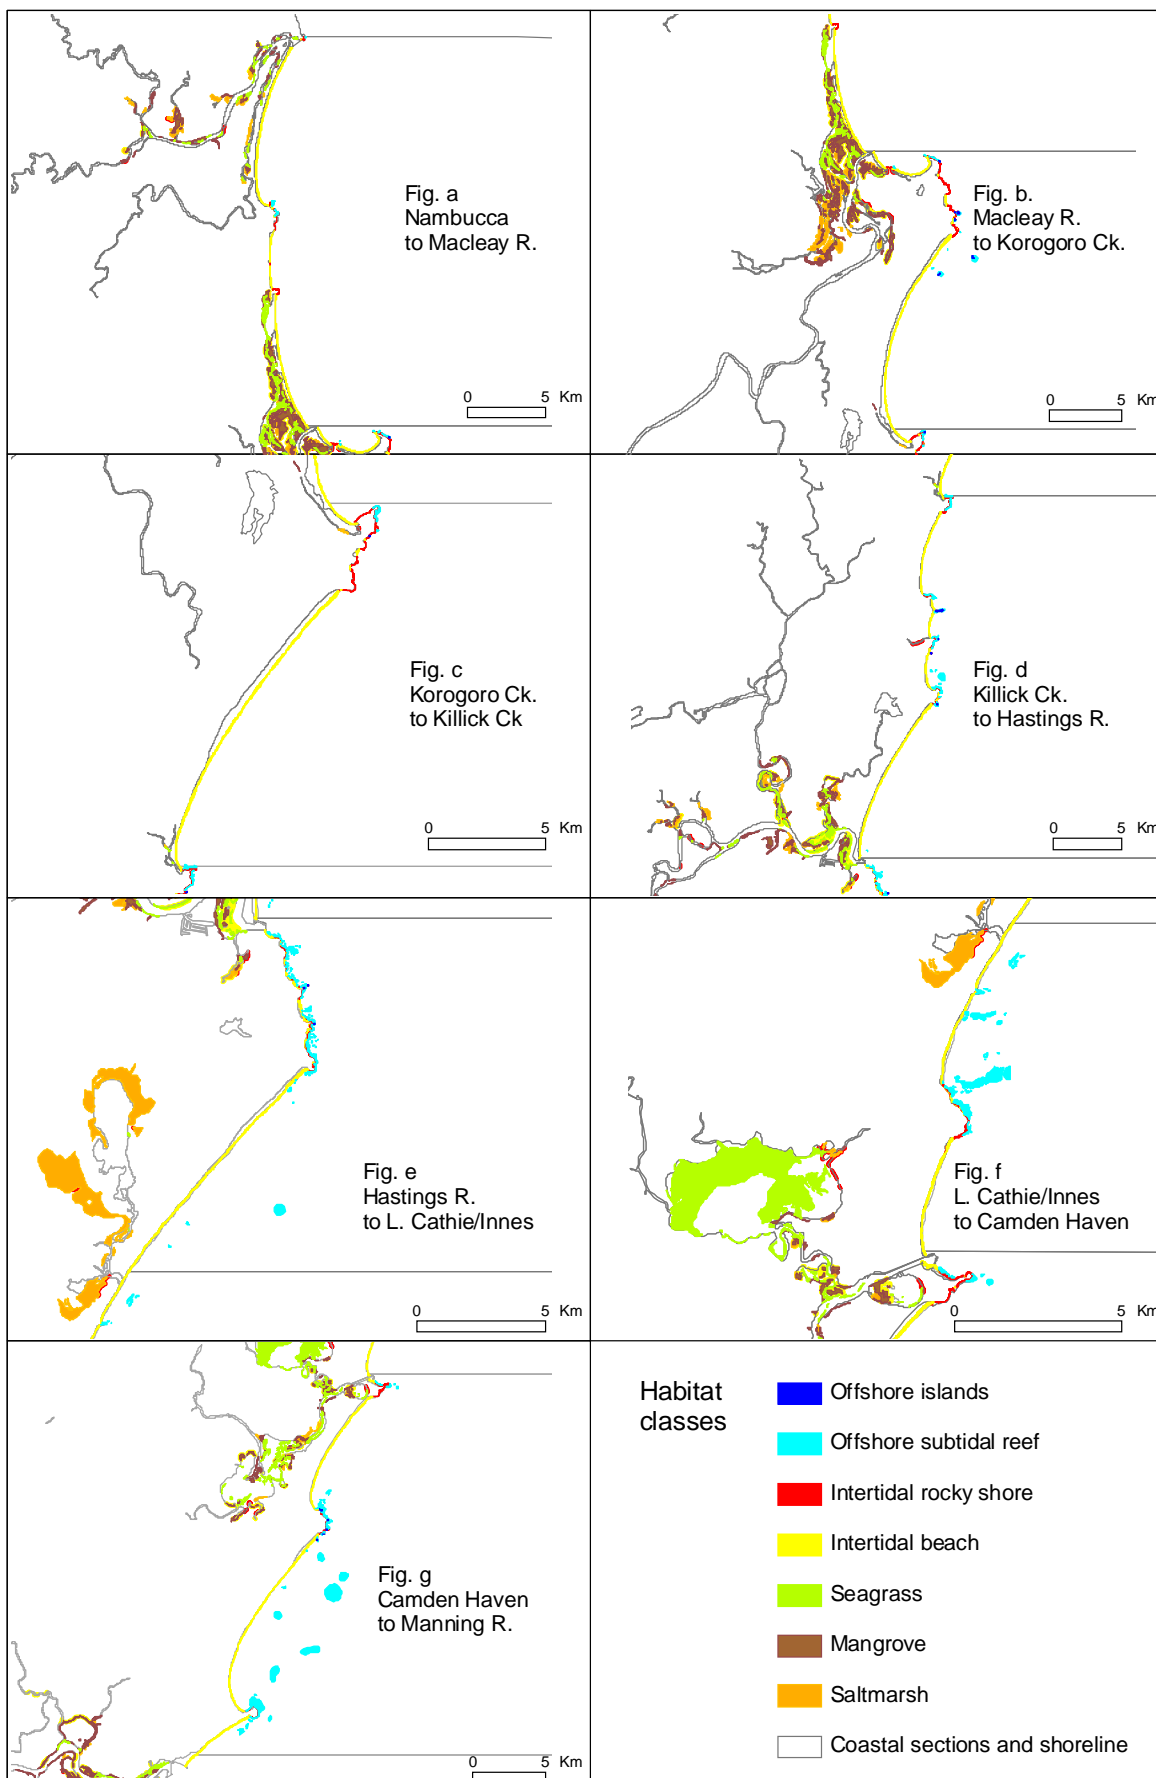 Fig. a
Nambucca
to Macleay R.
0 5 Km
Fig. b.
Macleay R.
to Korogoro Ck.
0 5 Km
Fig. c
Korogoro Ck.
to Killick Ck
0 5 Km
Fig. d
Killick Ck.
to Hastings R.
0 5 Km
Fig. e
Hastings R.
to L. Cathie/Innes
0 5 Km
Fig. f
L. Cathie/Innes
to Camden Haven
0 5 Km
Fig. g
Camden Haven
to Manning R.
0 5 Km
Habitat
classes
Offshore islands
Offshore subtidal reef
Intertidal rocky shore
Intertidal beach
Seagrass
Mangrove
Saltmarsh
Coastal sections and shoreline